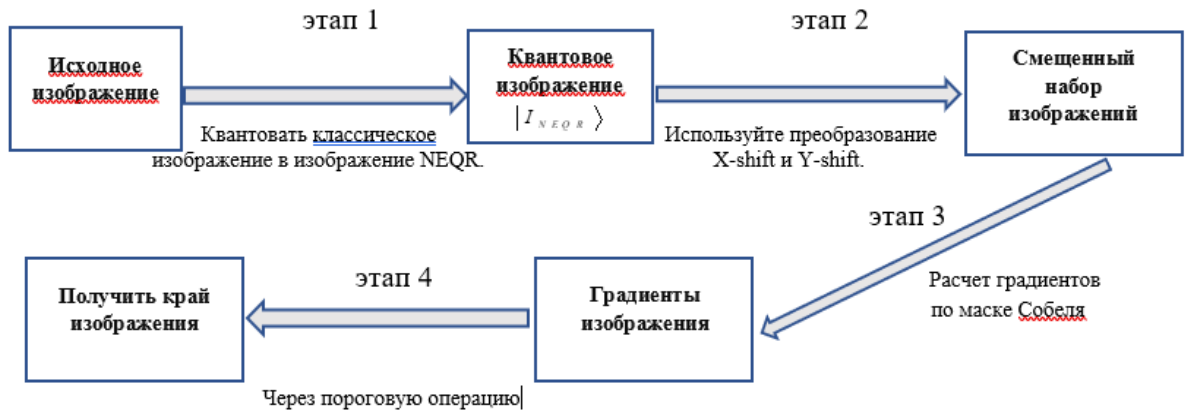 этап 1
этап 2
Исходное
изображение
Квантовать классическое
изображение в изображение NEQR.
Квантовое
изображение
|I NEQR⟩
Используйте преобразование
X-shift и Y-shift.
Смещенный
набор
изображений
этап 3
Расчет градиентов
по маске Собеля
Градиенты
изображения
этап 4
Через пороговую операцию
Получить край
изображения